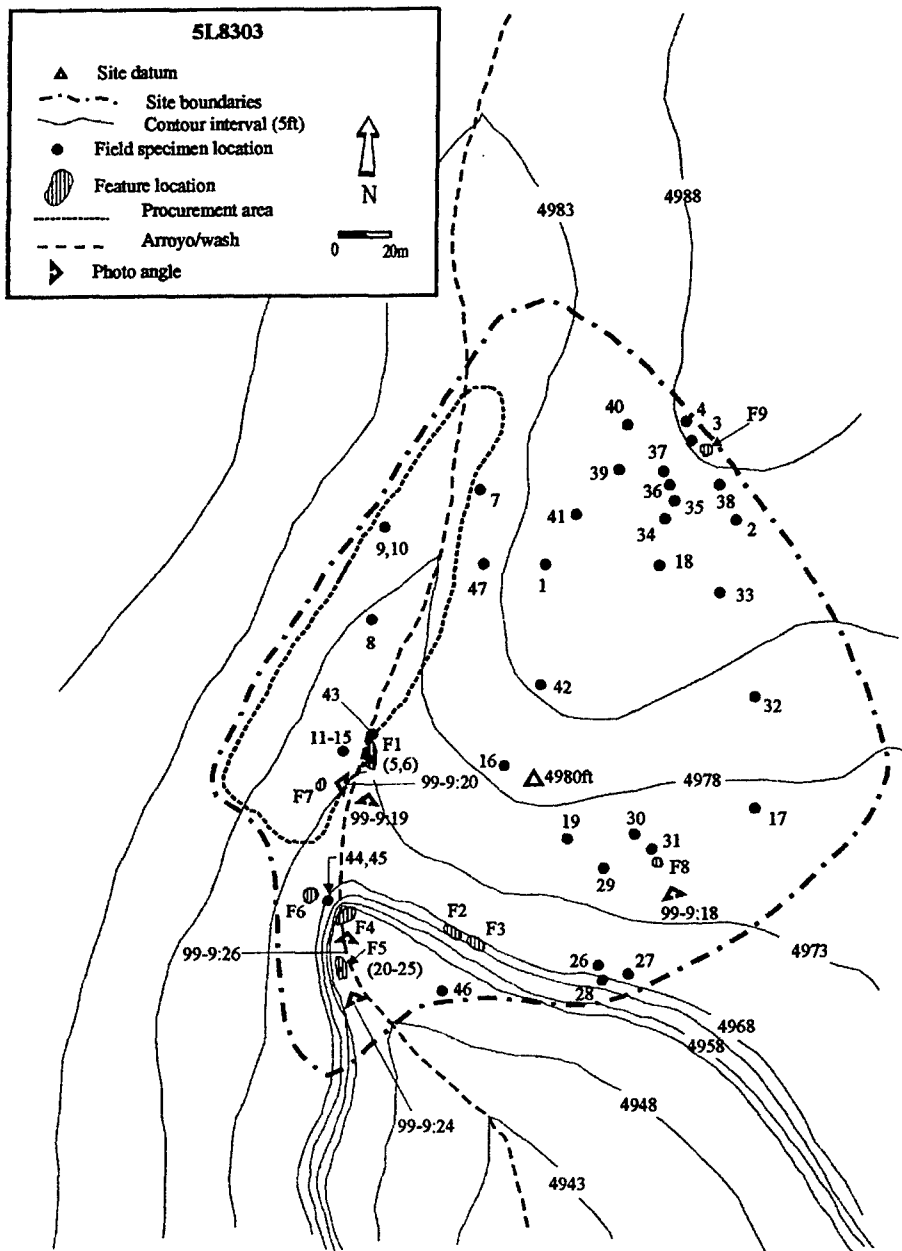 5L8303
Site datum
Site boundaries
Contour interval (5ft)
Field specimen location
Feature location
Procurement area
Arroyo/wash
Photo angle
N
0 20m
4983
4988
40
4
3
F9
37
39
36
35
38
7
41
34
2
9,10
47
1
18
33
8
42
32
43
11-15
F1
(5,6)
16
4980ft
4978
F7
99-9:20
99-9:19
19
30
31
17
29
F8
44,45
99-9:18
F6
F4
F2
F3
99-9:26
F5
(20-25)
4973
26
27
46
28
4968
4958
4948
99-9:24
4943